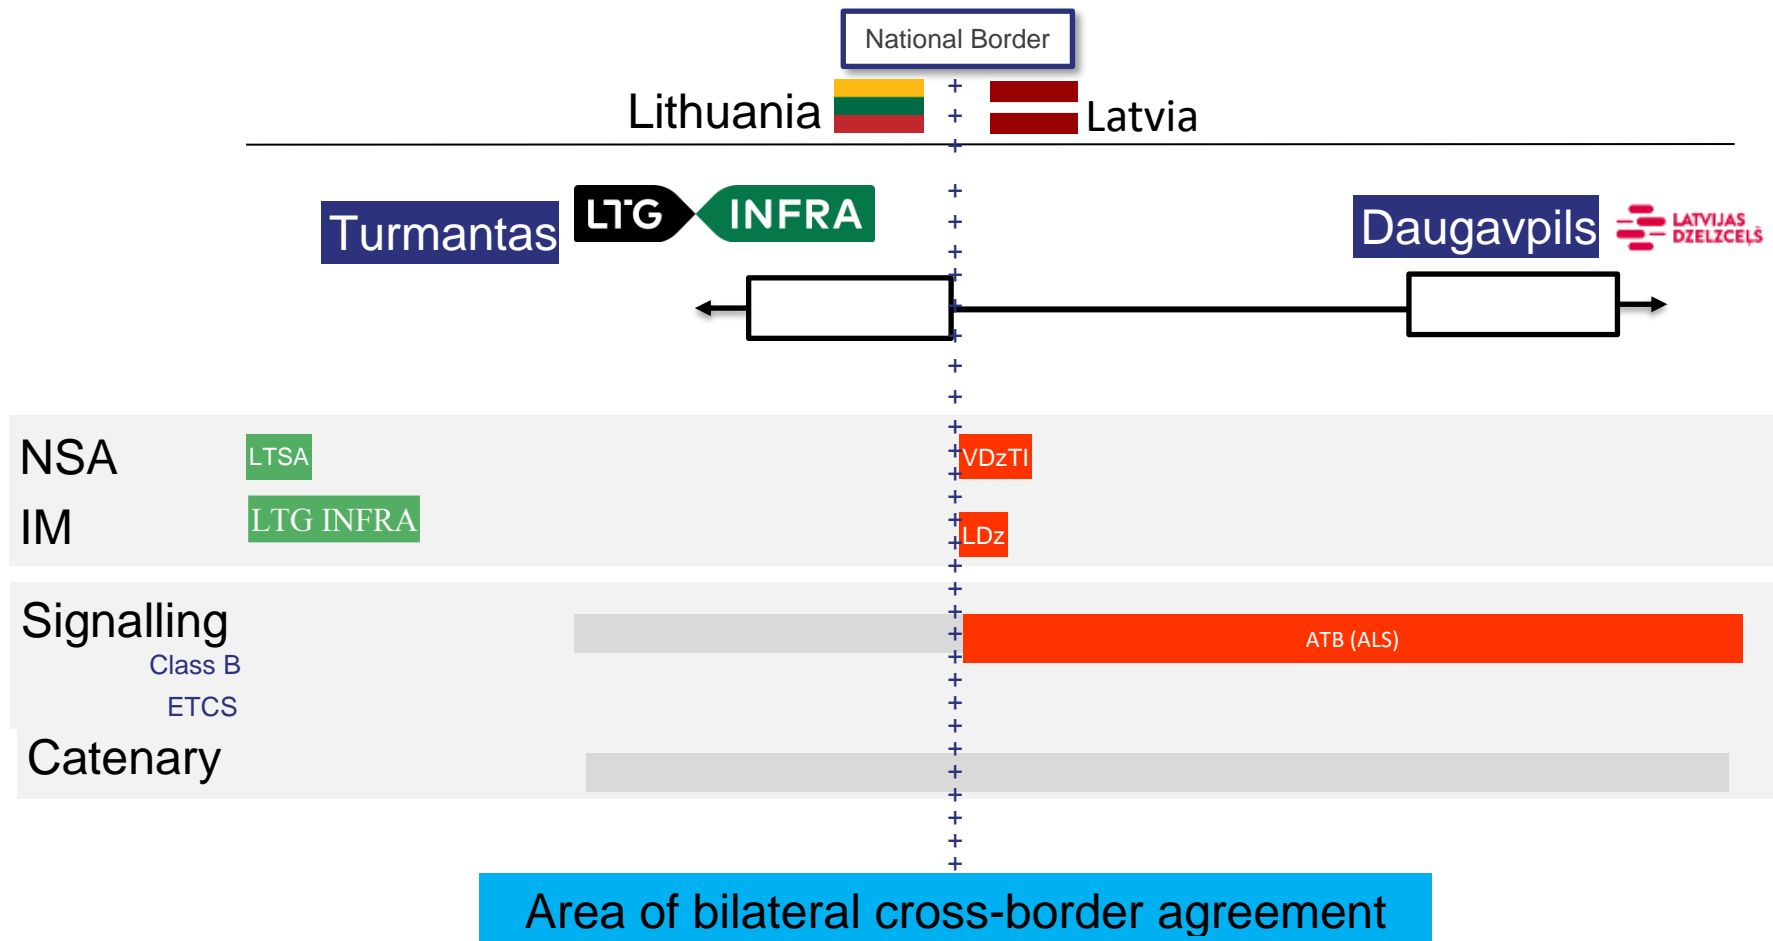 National Border
Lithuania
Latvia
Turmantas
LTG INFRA
Daugavpils
LATVIJAS
DZELZCEĻŠ
NSA
LTSA
VDzTI
IM
LTG INFRA
LDz
Signalling
ATB (ALS)
Class B
ETCS
Catenary
Area of bilateral cross-border agreement